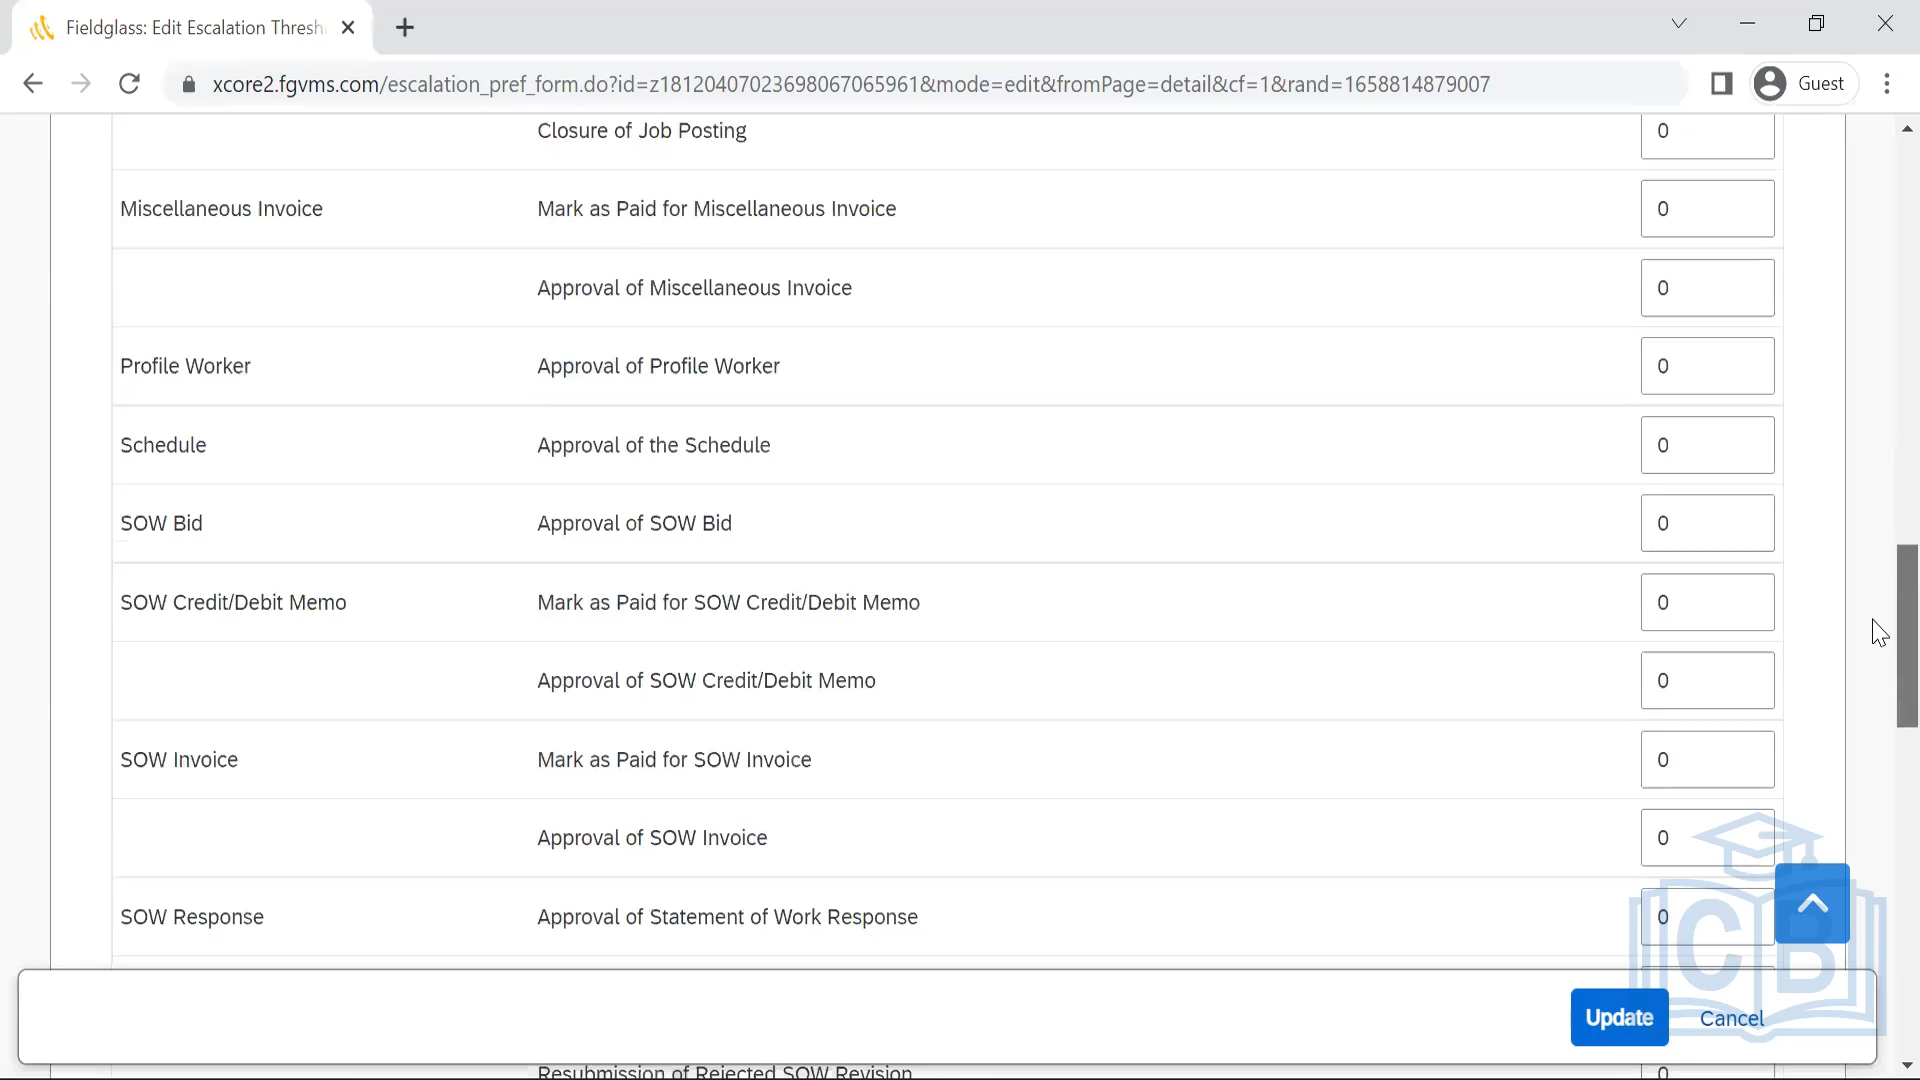 Fieldglass: Edit Escalation Thresh
xcore2.fgvms.com/escalation_pref_form.do?id=z18120407023698067065961&mode=edit&fromPage=detail&cf=1&rand=1658814879007
Guest
Closure of Job Posting 0
Miscellaneous Invoice Mark as Paid for Miscellaneous Invoice 0
Approval of Miscellaneous Invoice 0
Profile Worker Approval of Profile Worker 0
Schedule Approval of the Schedule 0
SOW Bid Approval of SOW Bid 0
SOW Credit/Debit Memo Mark as Paid for SOW Credit/Debit Memo 0
Approval of SOW Credit/Debit Memo 0
SOW Invoice Mark as Paid for SOW Invoice 0
Approval of SOW Invoice 0
SOW Response Approval of Statement of Work Response 0
CB
Update Cancel
Resubmission of Rejected SOW Revision 0